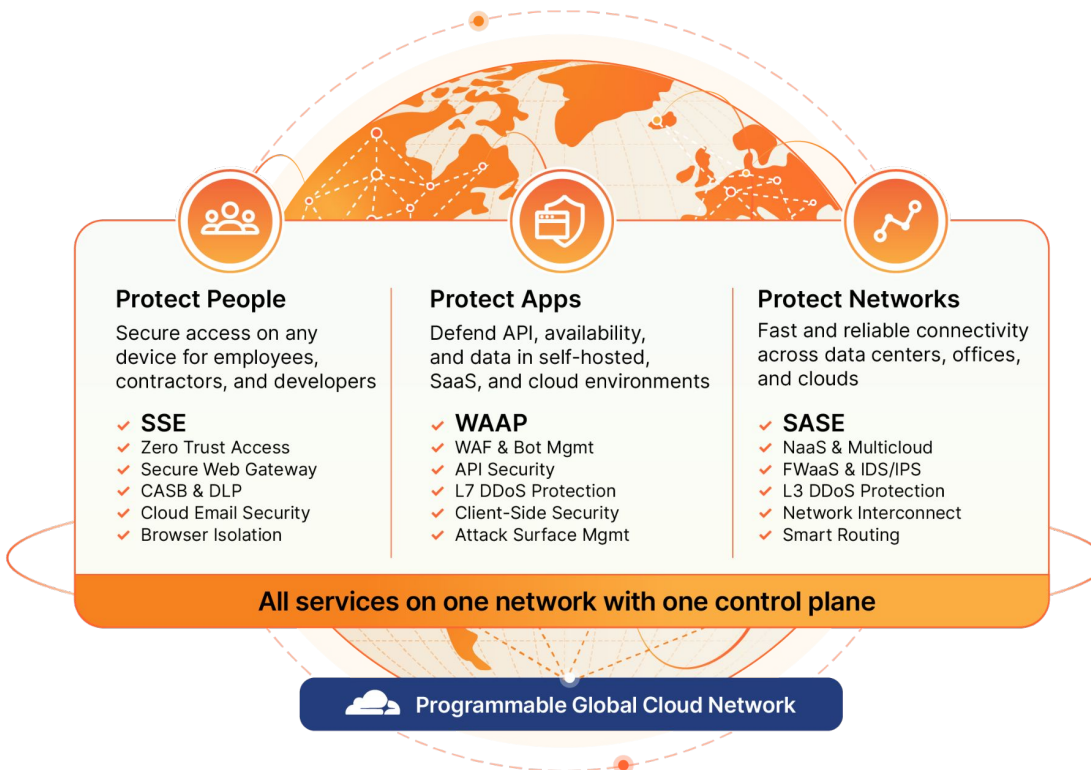 Protect People
Secure access on any
device for employees,
contractors, and developers
SSE
Zero Trust Access
Secure Web Gateway
CASB & DLP
Cloud Email Security
Browser Isolation
Protect Apps
Defend API, availability,
and data in self-hosted,
SaaS, and cloud environments
WAAP
WAF & Bot Mgmt
API Security
L7 DDoS Protection
Client-Side Security
Attack Surface Mgmt
Protect Networks
Fast and reliable connectivity
across data centers, offices,
and clouds
SASE
NaaS & Multicloud
FWaaS & IDS/IPS
L3 DDoS Protection
Network Interconnect
Smart Routing
All services on one network with one control plane
Programmable Global Cloud Network